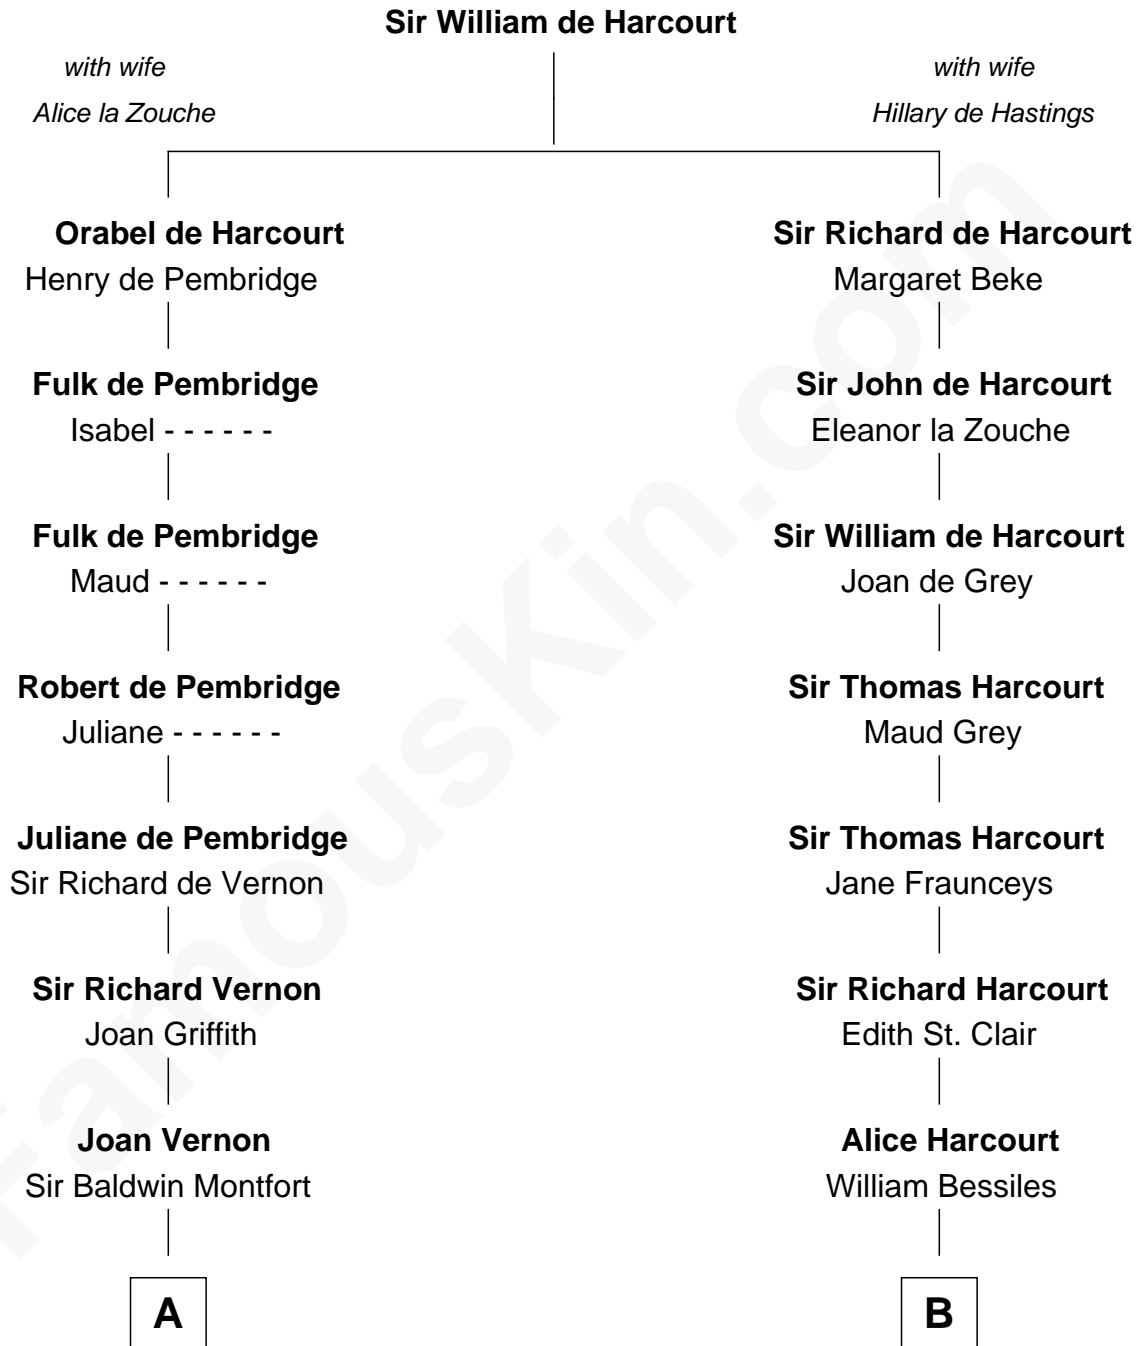 Sir William de Harcourt
with wife
Alice la Zouche
with wife
Hillary de Hastings
Orabel de Harcourt
Henry de Pembridge
Sir Richard de Harcourt
Margaret Beke
Fulk de Pembridge
Isabel - - - - - -
Sir John de Harcourt
Eleanor la Zouche
Fulk de Pembridge
Maud - - - - - -
Sir William de Harcourt
Joan de Grey
Robert de Pembridge
Juliane - - - - - -
Sir Thomas Harcourt
Maud Grey
Juliane de Pembridge
Sir Richard de Vernon
Sir Thomas Harcourt
Jane Fraunceys
Sir Richard Vernon
Joan Griffith
Sir Richard Harcourt
Edith St. Clair
Joan Vernon
Sir Baldwin Montfort
Alice Harcourt
William Bessiles
A
B
FamousKin.com